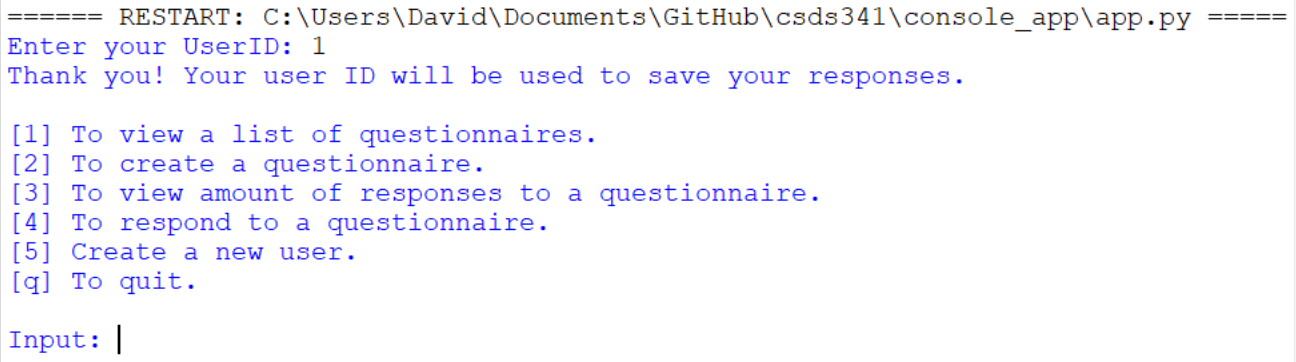 ====== RESTART: C:\Users\David\Documents\GitHub\csds341\console_app\app.py =====
Enter your UserID: 1
Thank you! Your user ID will be used to save your responses.
[1] To view a list of questionnaires.
[2] To create a questionnaire.
[3] To view amount of responses to a questionnaire.
[4] To respond to a questionnaire.
[5] Create a new user.
[q] To quit.
Input: